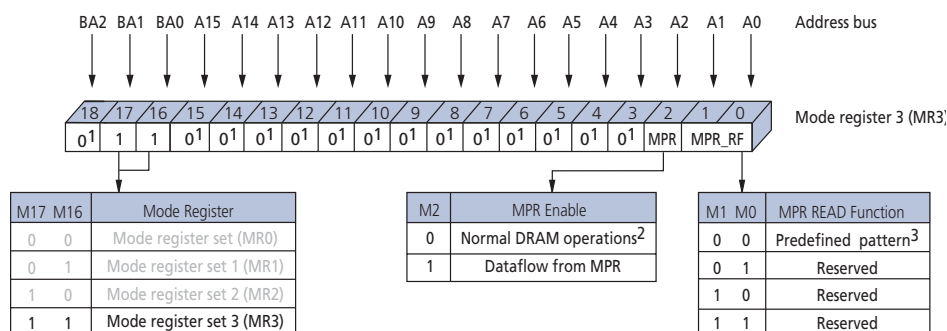 BA2 BA1 BA0 A15 A14 A13 A12 A11 A10 A9 A8 A7 A6 A5 A4 A3 A2 A1 A0 Address bus
18 17 16 15 14 13 12 11 10 9 8 7 6 5 4 3 2 1 0 Mode register 3 (MR3)
0¹ 1 1 0¹ 0¹ 0¹ 0¹ 0¹ 0¹ 0¹ 0¹ 0¹ 0¹ 0¹ 0¹ 0¹ MPR MPR_RF
M17 M16 Mode Register
0 0 Mode register set (MR0)
0 1 Mode register set 1 (MR1)
1 0 Mode register set 2 (MR2)
1 1 Mode register set 3 (MR3)
M2 MPR Enable
0 Normal DRAM operations²
1 Dataflow from MPR
M1 M0 MPR READ Function
0 0 Predefined pattern³
0 1 Reserved
1 0 Reserved
1 1 Reserved